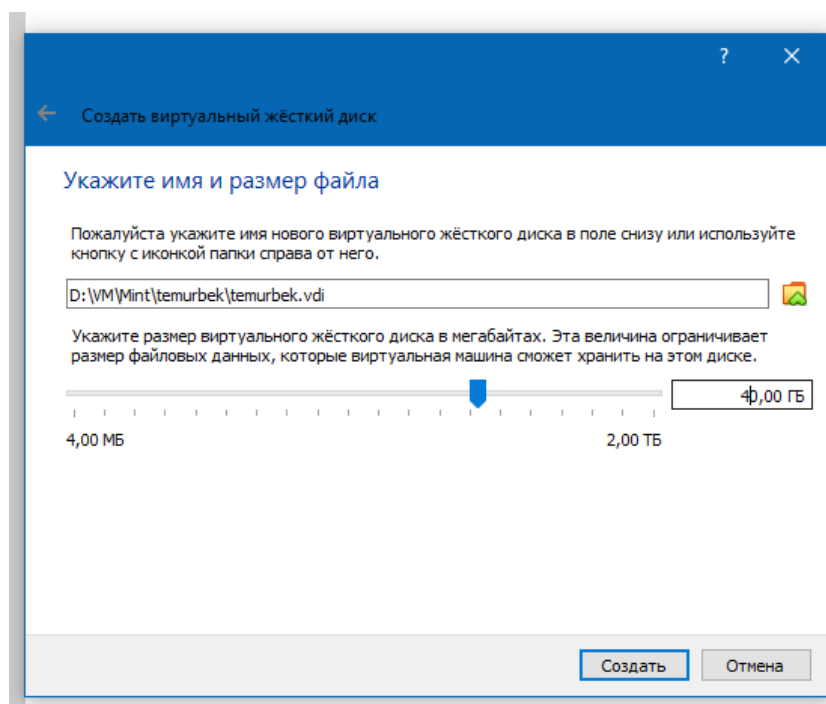 ?
Создать виртуальный жёсткий диск
Укажите имя и размер файла
Пожалуйста укажите имя нового виртуального жёсткого диска в поле снизу или используйте
кнопку с иконкой папки справа от него.
D:\VM\Mint\temurbek\temurbek.vdi
Укажите размер виртуального жёсткого диска в мегабайтах. Эта величина ограничивает
размер файловых данных, которые виртуальная машина сможет хранить на этом диске.
40,00 ГБ
4,00 МБ 2,00 ТБ
Создать Отмена